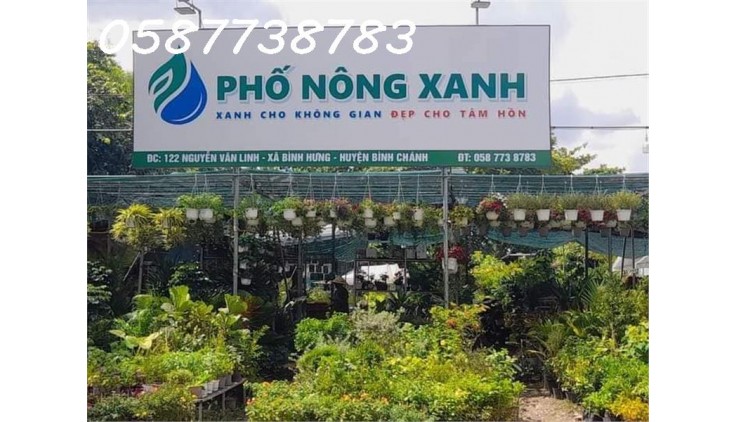 0587738783
PHỐ NÔNG XANH
XANH CHO KHÔNG GIAN ĐẸP CHO TÂM HỒN
ĐC: 122 NGUYỄN VĂN LINH - XÃ BÌNH HƯNG - HUYỆN BÌNH CHÁNH ĐT: 058 773 8783